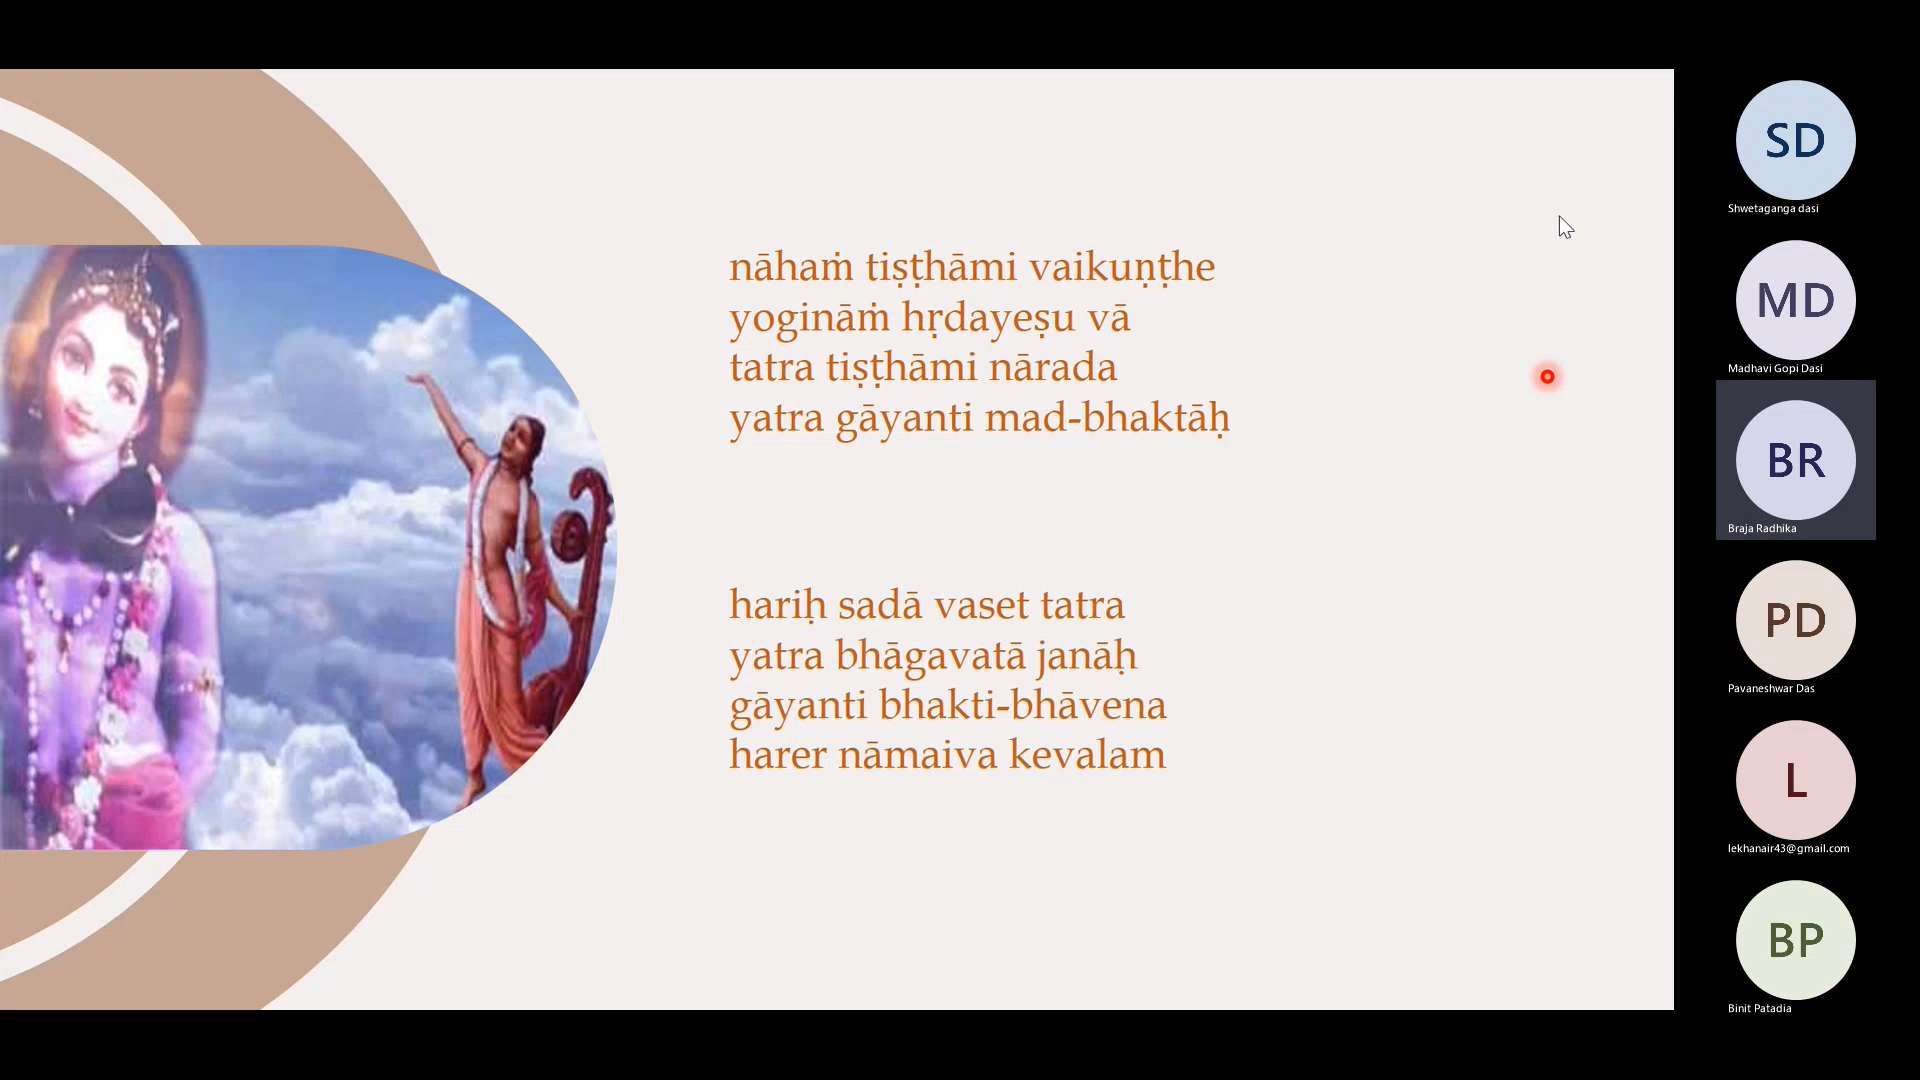 nāhaṁ tiṣṭhāmi vaikuṇṭhe
yogināṁ hṛdayeṣu vā
tatra tiṣṭhāmi nārada
yatra gāyanti mad-bhaktāḥ
hariḥ sadā vaset tatra
yatra bhāgavatā janāḥ
gāyanti bhakti-bhāvena
harer nāmaiva kevalam
SD
Shwetaganga dasi
MD
Madhavi Gopi Dasi
BR
Braja Radhika
PD
Pavaneshwar Das
L
lekhanair43@gmail.com
BP
Binit Patadia